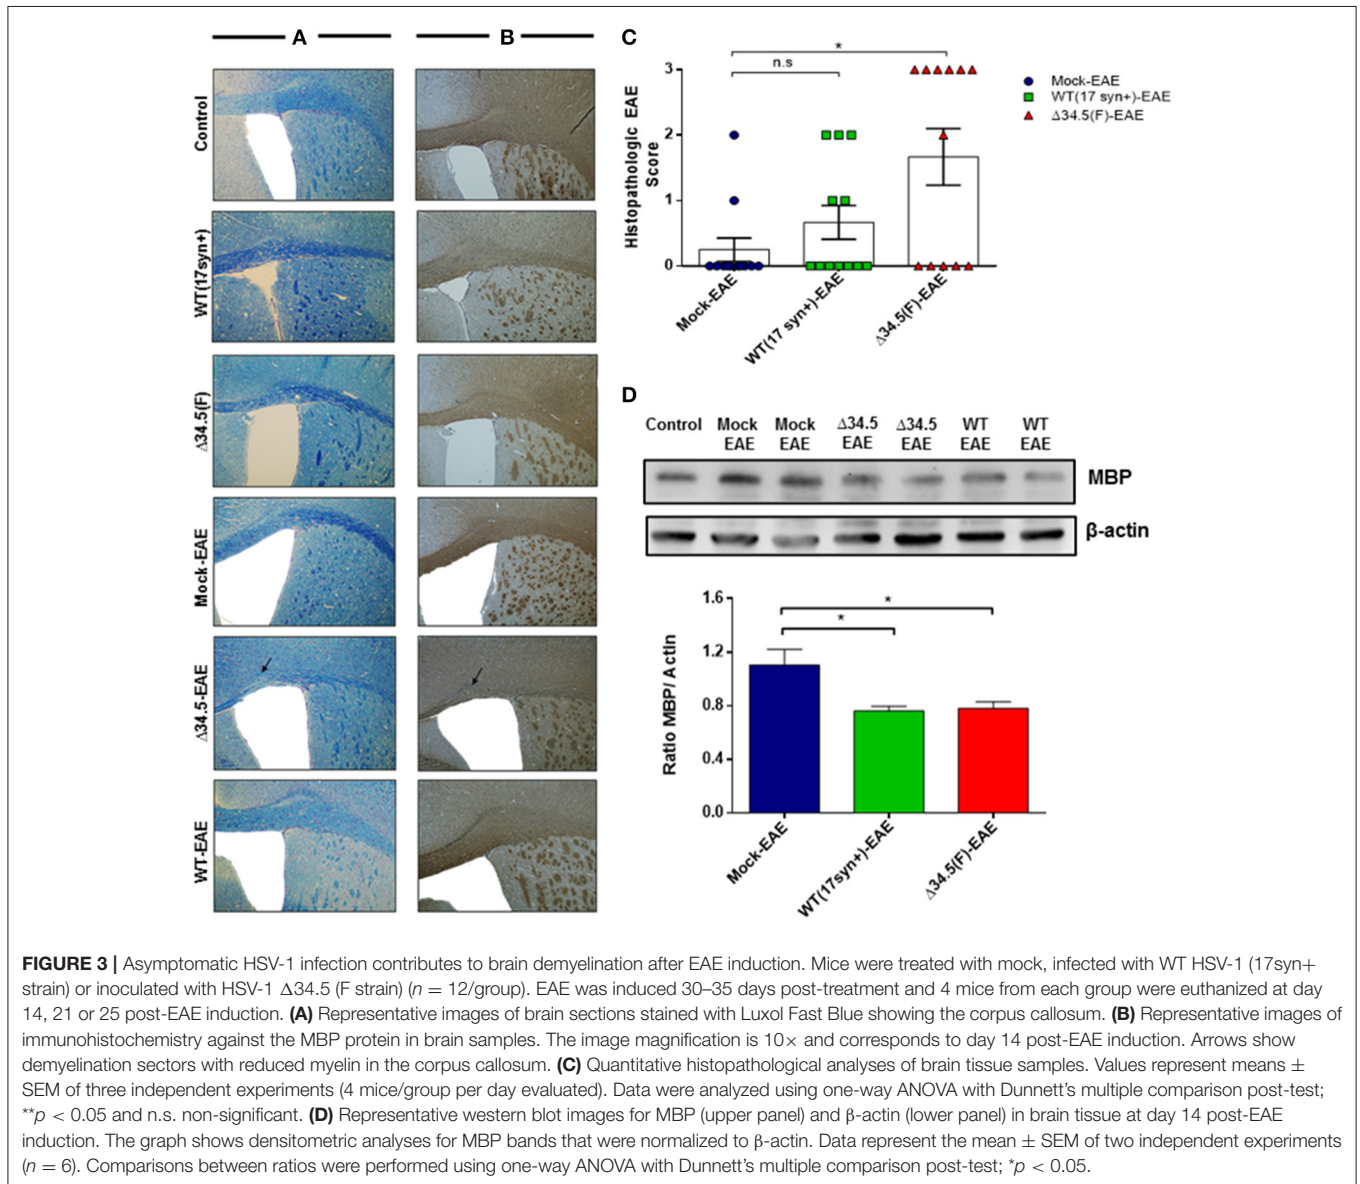 A
B
Control
WT(17syn+)
Δ34.5(F)
Mock-EAE
Δ34.5-EAE
WT-EAE
C
*
n.s
3
2
1
0
Histopathologic EAE
Score
Mock-EAE
WT(17 syn+)-EAE
Δ34.5(F)-EAE
Mock-EAE
WT(17 syn+)-EAE
Δ34.5(F)-EAE
D
Control Mock Mock Δ34.5 Δ34.5 WT WT
EAE EAE EAE EAE EAE EAE
MBP
β-actin
1.6
1.2
0.8
0.4
0.0
Ratio MBP/ Actin
*
*
Mock-EAE
WT(17syn+)-EAE
Δ34.5(F)-EAE
FIGURE 3 | Asymptomatic HSV-1 infection contributes to brain demyelination after EAE induction. Mice were treated with mock, infected with WT HSV-1 (17syn+
strain) or inoculated with HSV-1 Δ34.5 (F strain) (n = 12/group). EAE was induced 30–35 days post-treatment and 4 mice from each group were euthanized at day
14, 21 or 25 post-EAE induction. (A) Representative images of brain sections stained with Luxol Fast Blue showing the corpus callosum. (B) Representative images of
immunohistochemistry against the MBP protein in brain samples. The image magnification is 10× and corresponds to day 14 post-EAE induction. Arrows show
demyelination sectors with reduced myelin in the corpus callosum. (C) Quantitative histopathological analyses of brain tissue samples. Values represent means ±
SEM of three independent experiments (4 mice/group per day evaluated). Data were analyzed using one-way ANOVA with Dunnett's multiple comparison post-test;
**p < 0.05 and n.s. non-significant. (D) Representative western blot images for MBP (upper panel) and β-actin (lower panel) in brain tissue at day 14 post-EAE
induction. The graph shows densitometric analyses for MBP bands that were normalized to β-actin. Data represent the mean ± SEM of two independent experiments
(n = 6). Comparisons between ratios were performed using one-way ANOVA with Dunnett's multiple comparison post-test; *p < 0.05.